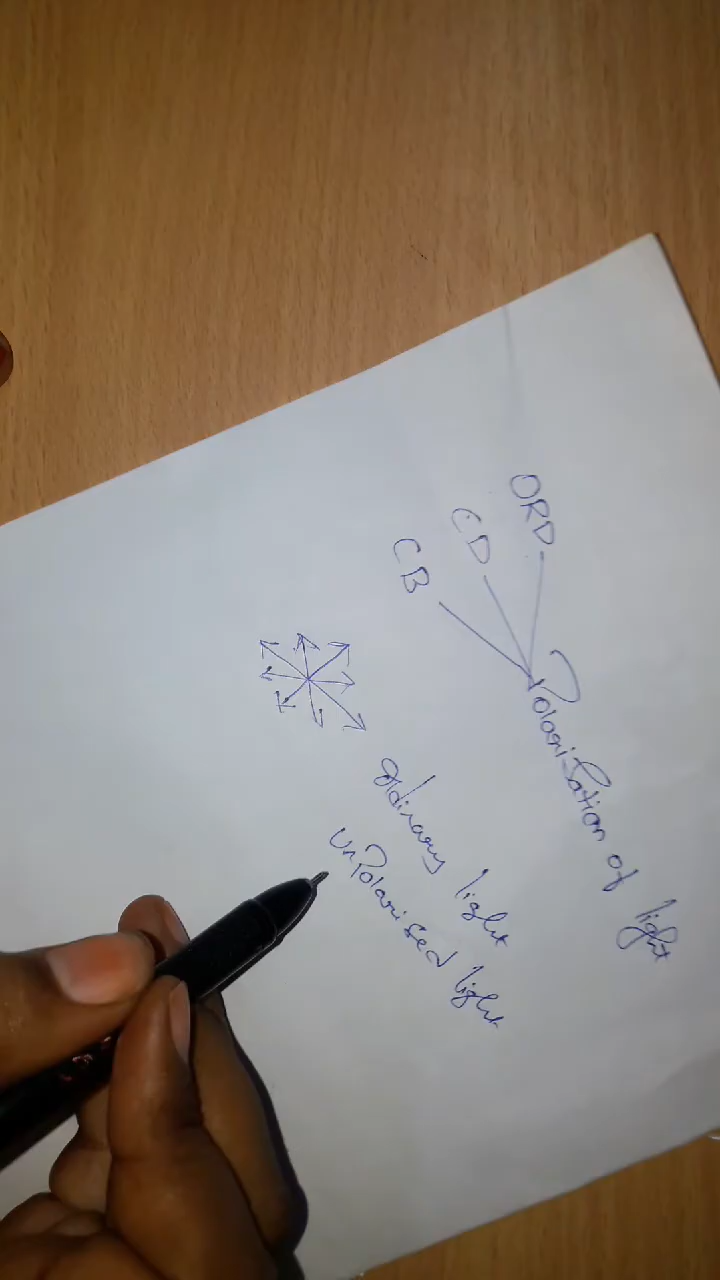 Polarisation of light
ORD
CD
CB
ordinary light
unpolarised light